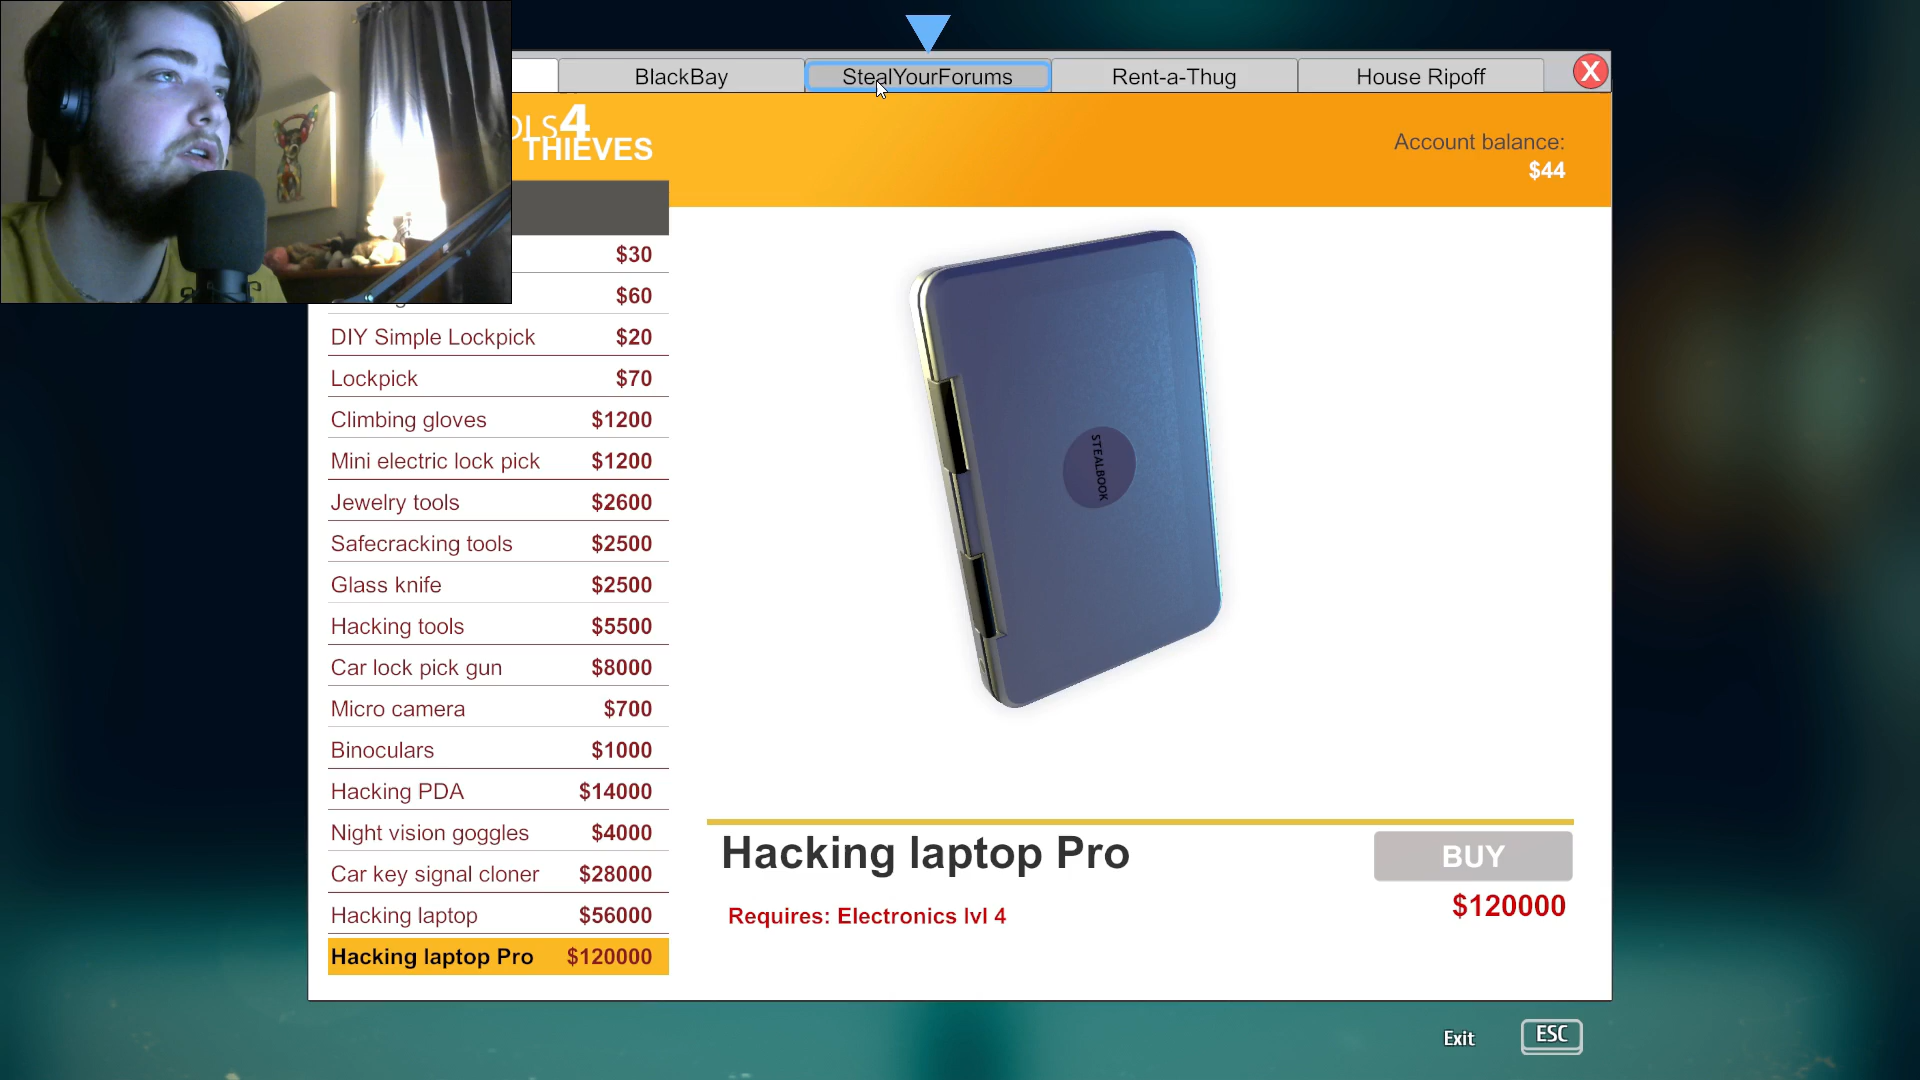 BlackBay
StealYourForums
Rent-a-Thug
House Ripoff
X
4
THIEVES
Account balance:
$44
$30
$60
DIY Simple Lockpick $20
Lockpick $70
Climbing gloves $1200
Mini electric lock pick $1200
Jewelry tools $2600
Safecracking tools $2500
Glass knife $2500
Hacking tools $5500
Car lock pick gun $8000
Micro camera $700
Binoculars $1000
Hacking PDA $14000
Night vision goggles $4000
Car key signal cloner $28000
Hacking laptop $56000
Hacking laptop Pro $120000
STEALBOOK
Hacking laptop Pro
BUY
Requires: Electronics lvl 4
$120000
Exit ESC